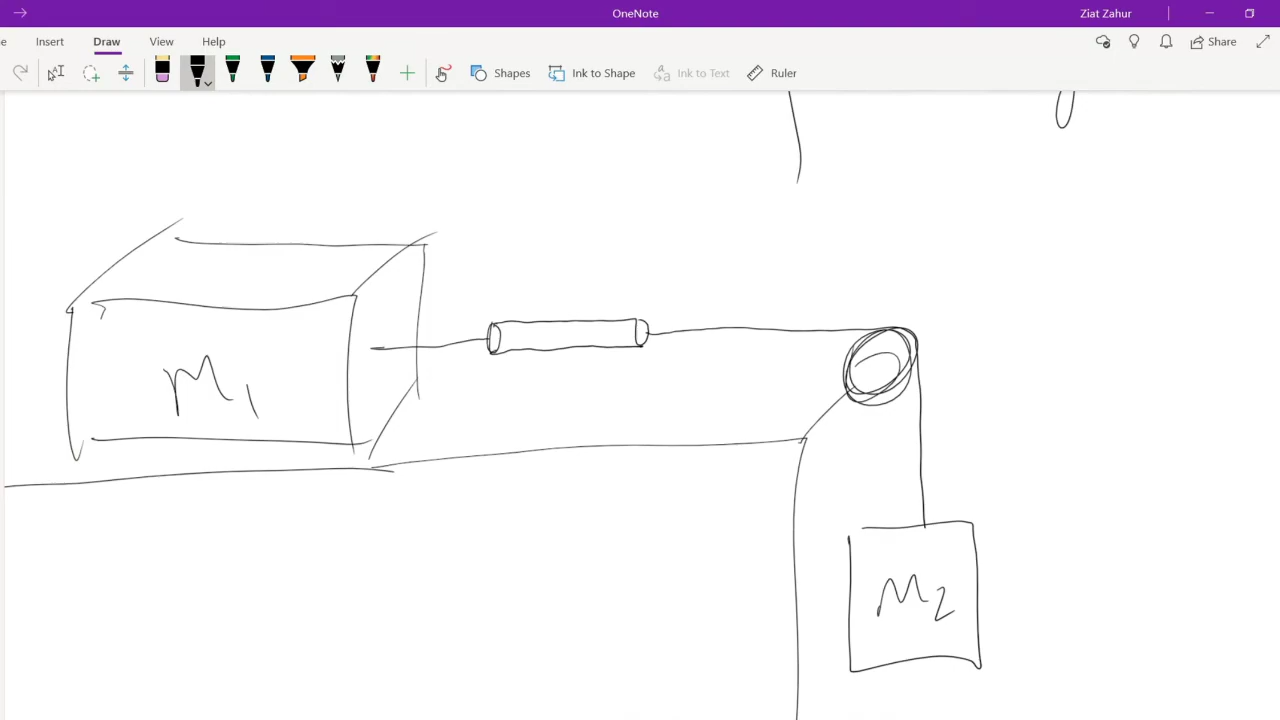 OneNote
Ziat Zahur
Insert Draw View Help
Share
Shapes Ink to Shape Ink to Text Ruler
M1
M2